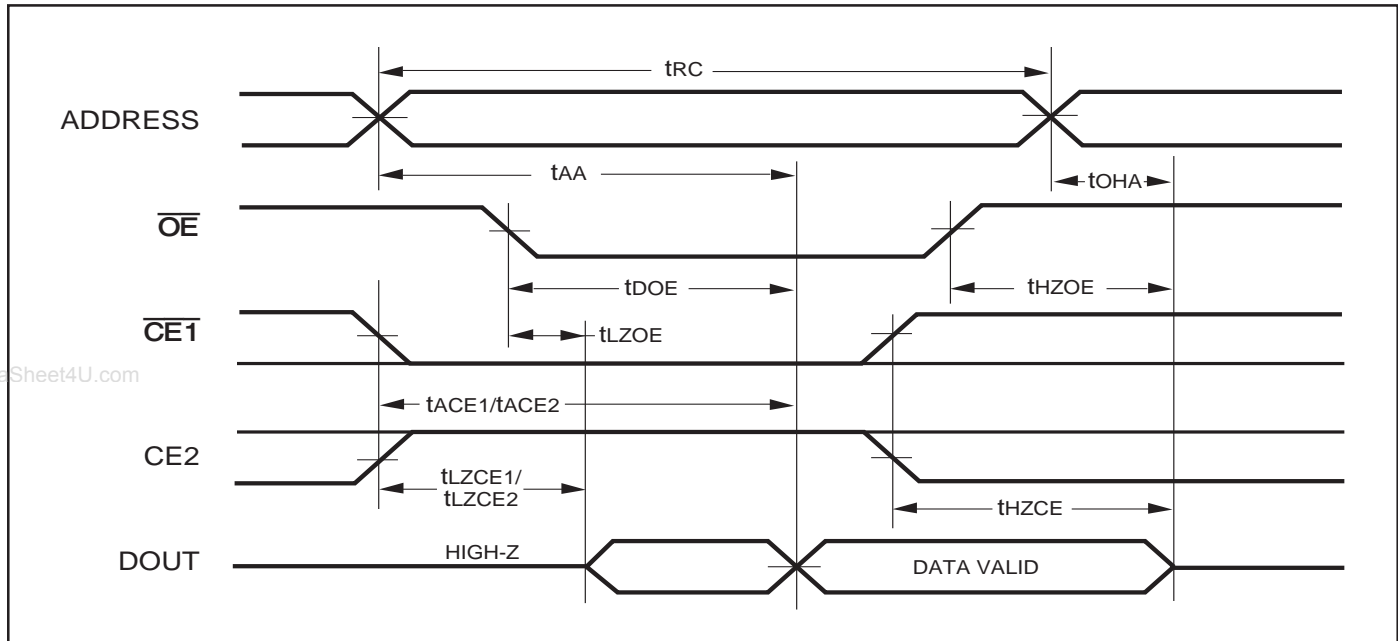 tRC
ADDRESS
tAA
tOHA
OE
tDOE
tHZOE
CE1
tLZOE
aSheet4U.com
tACE1/tACE2
CE2
tLZCE1/
tLZCE2
tHZCE
DOUT
HIGH-Z
DATA VALID